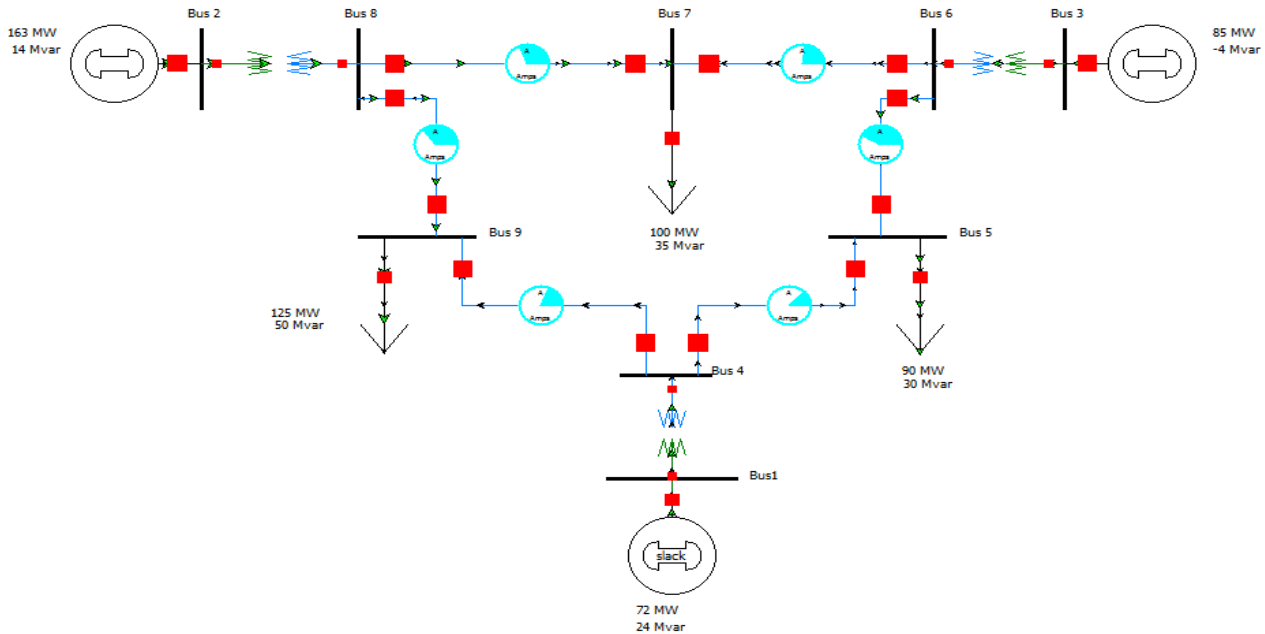 Bus 2
Bus 8
Bus 7
Bus 6
Bus 3
163 MW
14 Mvar
85 MW
-4 Mvar
A
Amps
A
Amps
A
Amps
A
Amps
Bus 9
100 MW
35 Mvar
Bus 5
A
Amps
A
Amps
125 MW
50 Mvar
Bus 4
90 MW
30 Mvar
Bus1
slack
72 MW
24 Mvar